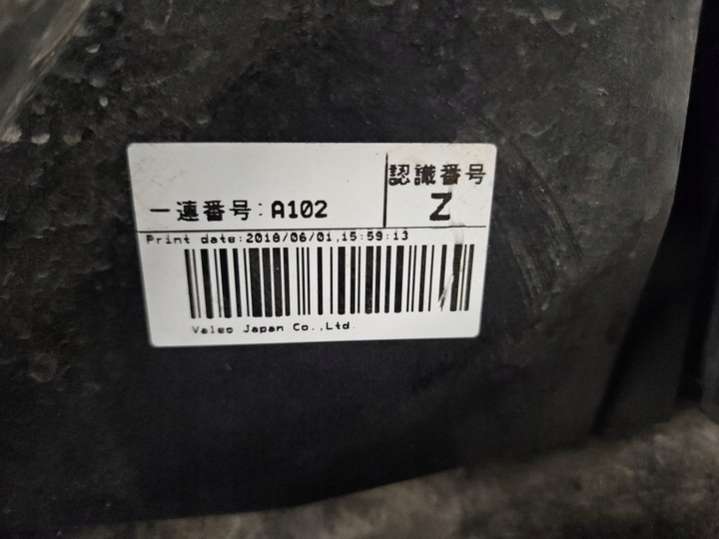 認識番号
一連番号:A102
Z
Print date:2018/06/01,15:59:13
Valeo Japan Co.,Ltd.